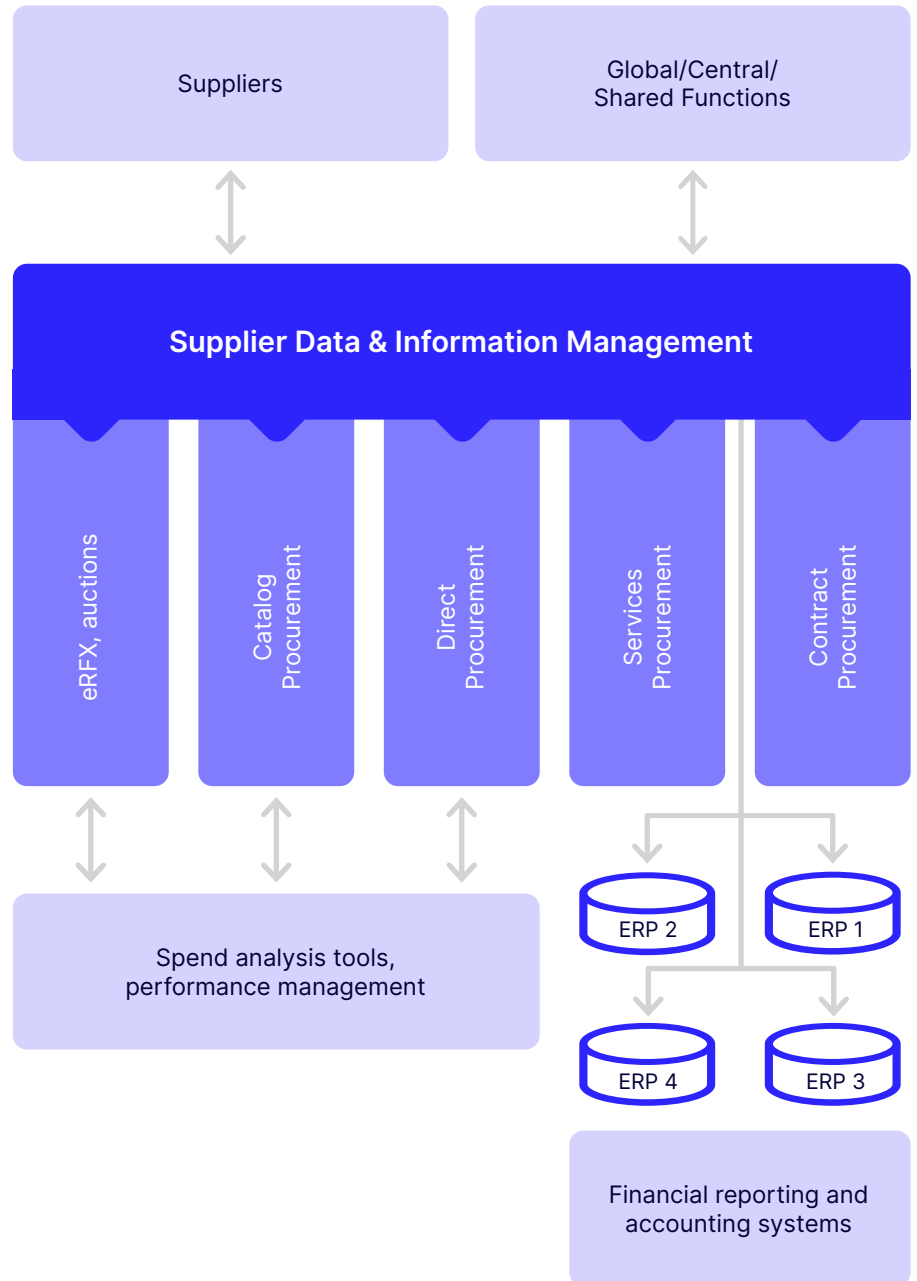 Suppliers
Global/Central/
Shared Functions
Supplier Data & Information Management
eRFX, auctions
Catalog
Procurement
Direct
Procurement
Services
Procurement
Contract
Procurement
ERP 2
ERP 1
Spend analysis tools,
performance management
ERP 4
ERP 3
Financial reporting and
accounting systems